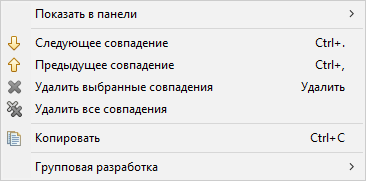 Показать в панели
Следующее совпадение Ctrl+.
Предыдущее совпадение Ctrl+,
Удалить выбранные совпадения Удалить
Удалить все совпадения
Копировать Ctrl+C
Групповая разработка